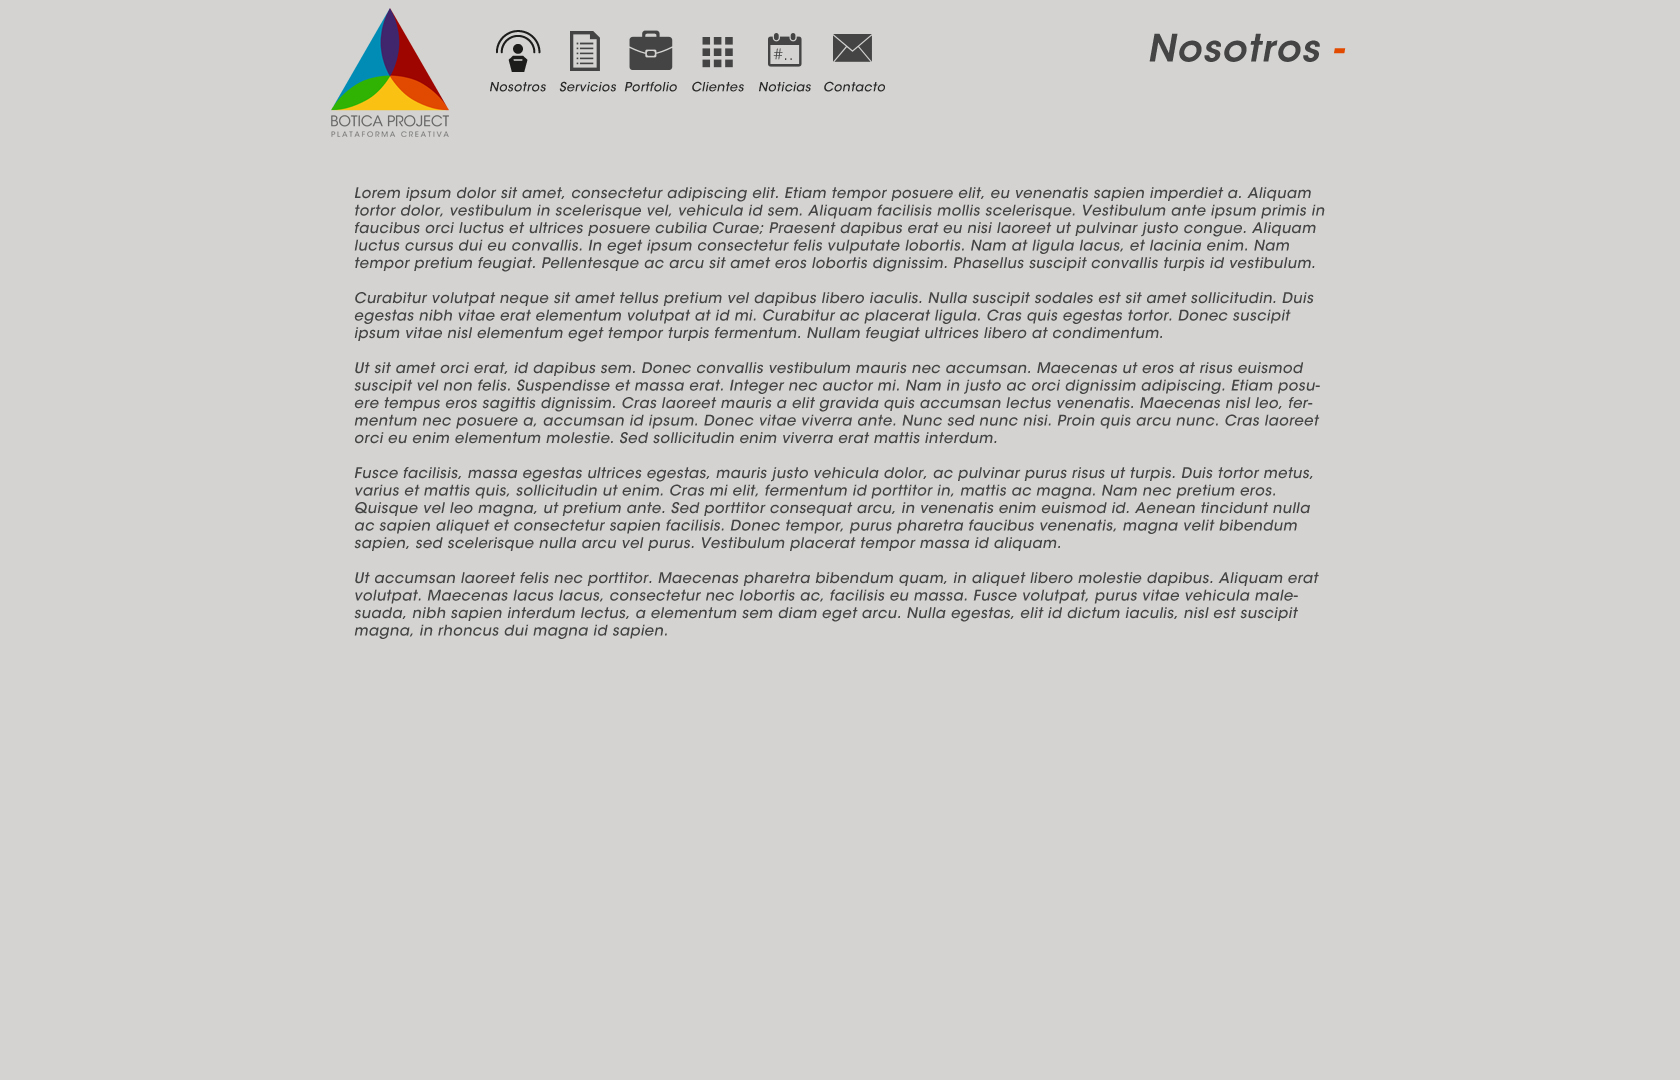 BOTICA PROJECT
PLATAFORMA CREATIVA
#..
Nosotros Servicios Portfolio Clientes Noticias Contacto
Nosotros -
Lorem ipsum dolor sit amet, consectetur adipiscing elit. Etiam tempor posuere elit, eu venenatis sapien imperdiet a. Aliquam
tortor dolor, vestibulum in scelerisque vel, vehicula id sem. Aliquam facilisis mollis scelerisque. Vestibulum ante ipsum primis in
faucibus orci luctus et ultrices posuere cubilia Curae; Praesent dapibus erat eu nisi laoreet ut pulvinar justo congue. Aliquam
luctus cursus dui eu convallis. In eget ipsum consectetur felis vulputate lobortis. Nam at ligula lacus, et lacinia enim. Nam
tempor pretium feugiat. Pellentesque ac arcu sit amet eros lobortis dignissim. Phasellus suscipit convallis turpis id vestibulum.
Curabitur volutpat neque sit amet tellus pretium vel dapibus libero iaculis. Nulla suscipit sodales est sit amet sollicitudin. Duis
egestas nibh vitae erat elementum volutpat at id mi. Curabitur ac placerat ligula. Cras quis egestas tortor. Donec suscipit
ipsum vitae nisl elementum eget tempor turpis fermentum. Nullam feugiat ultrices libero at condimentum.
Ut sit amet orci erat, id dapibus sem. Donec convallis vestibulum mauris nec accumsan. Maecenas ut eros at risus euismod
suscipit vel non felis. Suspendisse et massa erat. Integer nec auctor mi. Nam in justo ac orci dignissim adipiscing. Etiam posu-
ere tempus eros sagittis dignissim. Cras laoreet mauris a elit gravida quis accumsan lectus venenatis. Maecenas nisl leo, fer-
mentum nec posuere a, accumsan id ipsum. Donec vitae viverra ante. Nunc sed nunc nisi. Proin quis arcu nunc. Cras laoreet
orci eu enim elementum molestie. Sed sollicitudin enim viverra erat mattis interdum.
Fusce facilisis, massa egestas ultrices egestas, mauris justo vehicula dolor, ac pulvinar purus risus ut turpis. Duis tortor metus,
varius et mattis quis, sollicitudin ut enim. Cras mi elit, fermentum id porttitor in, mattis ac magna. Nam nec pretium eros.
Quisque vel leo magna, ut pretium ante. Sed porttitor consequat arcu, in venenatis enim euismod id. Aenean tincidunt nulla
ac sapien aliquet et consectetur sapien facilisis. Donec tempor, purus pharetra faucibus venenatis, magna velit bibendum
sapien, sed scelerisque nulla arcu vel purus. Vestibulum placerat tempor massa id aliquam.
Ut accumsan laoreet felis nec porttitor. Maecenas pharetra bibendum quam, in aliquet libero molestie dapibus. Aliquam erat
volutpat. Maecenas lacus lacus, consectetur nec lobortis ac, facilisis eu massa. Fusce volutpat, purus vitae vehicula male-
suada, nibh sapien interdum lectus, a elementum sem diam eget arcu. Nulla egestas, elit id dictum iaculis, nisl est suscipit
magna, in rhoncus dui magna id sapien.